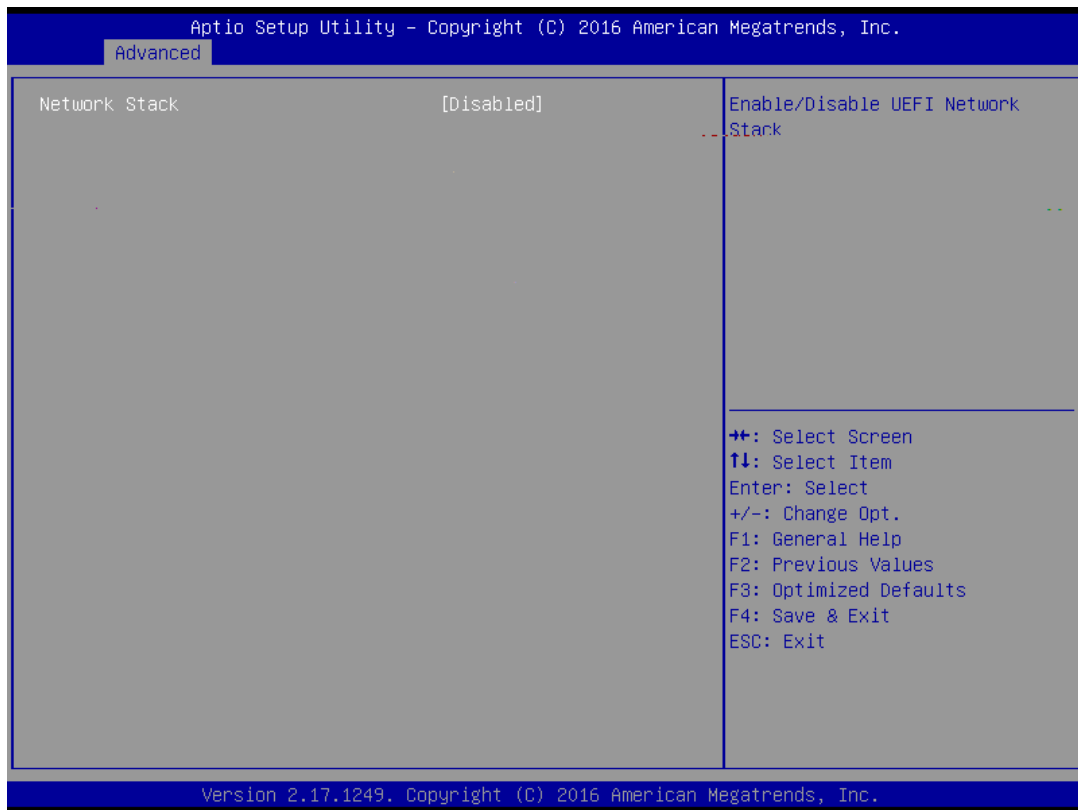 Aptio Setup Utility – Copyright (C) 2016 American Megatrends, Inc.
Advanced
Network Stack [Disabled]
Enable/Disable UEFI Network
Stack
→←: Select Screen
↑↓: Select Item
Enter: Select
+/-: Change Opt.
F1: General Help
F2: Previous Values
F3: Optimized Defaults
F4: Save & Exit
ESC: Exit
Version 2.17.1249. Copyright (C) 2016 American Megatrends, Inc.